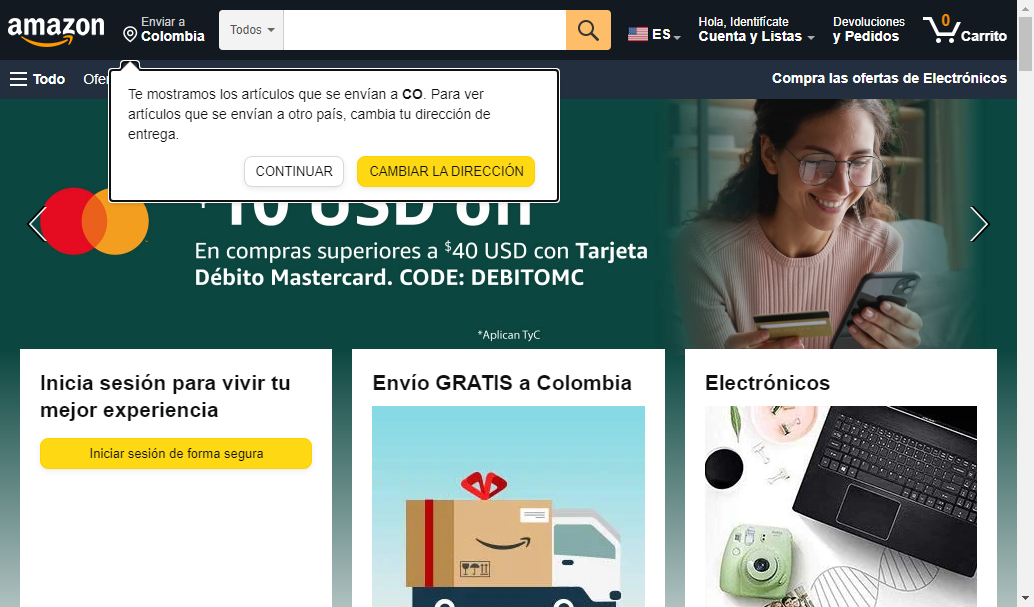 amazon
Enviar a
Colombia
Todos
ES
Hola, Identifícate
Cuenta y Listas
Devoluciones
y Pedidos
0
Carrito
Todo
Compra las ofertas de Electrónicos
Te mostramos los artículos que se envían a CO. Para ver
artículos que se envían a otro país, cambia tu dirección de
entrega.
CONTINUAR
CAMBIAR LA DIRECCIÓN
10 USD off
En compras superiores a $40 USD con Tarjeta
Débito Mastercard. CODE: DEBITOMC
*Aplican TyC
Inicia sesión para vivir tu
mejor experiencia
Iniciar sesión de forma segura
Envío GRATIS a Colombia
Electrónicos